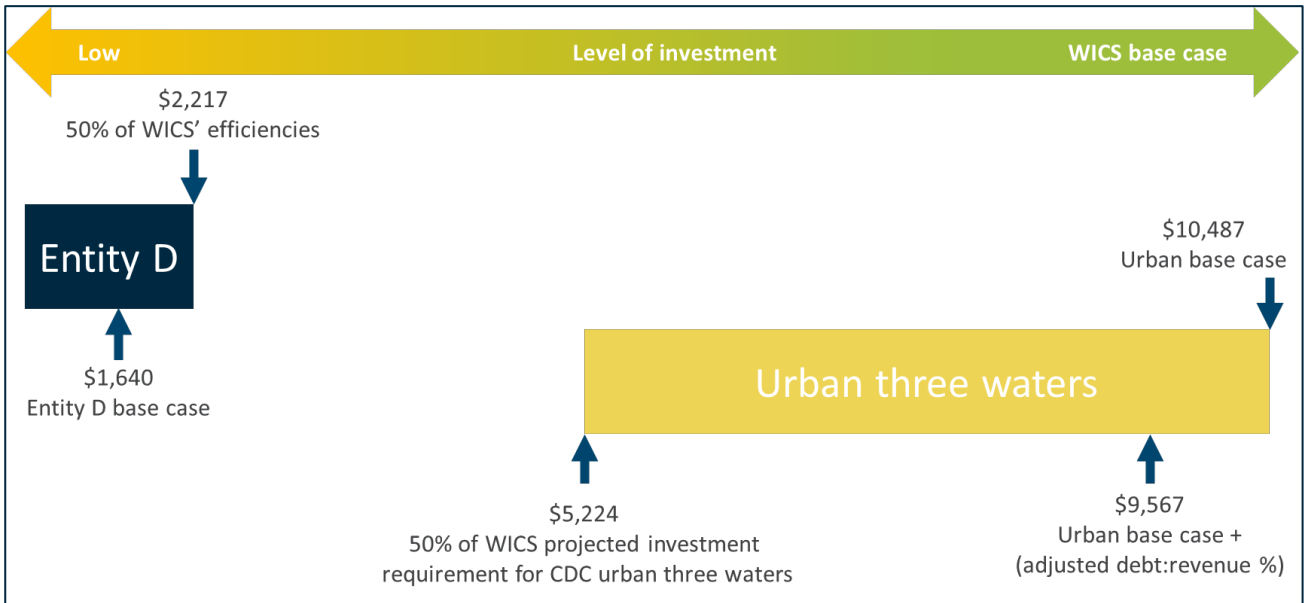 Low
Level of investment
WICS base case
$2,217
50% of WICS’ efficiencies
Entity D
$1,640
Entity D base case
$10,487
Urban base case
Urban three waters
$5,224
50% of WICS projected investment
requirement for CDC urban three waters
$9,567
Urban base case +
(adjusted debt:revenue %)